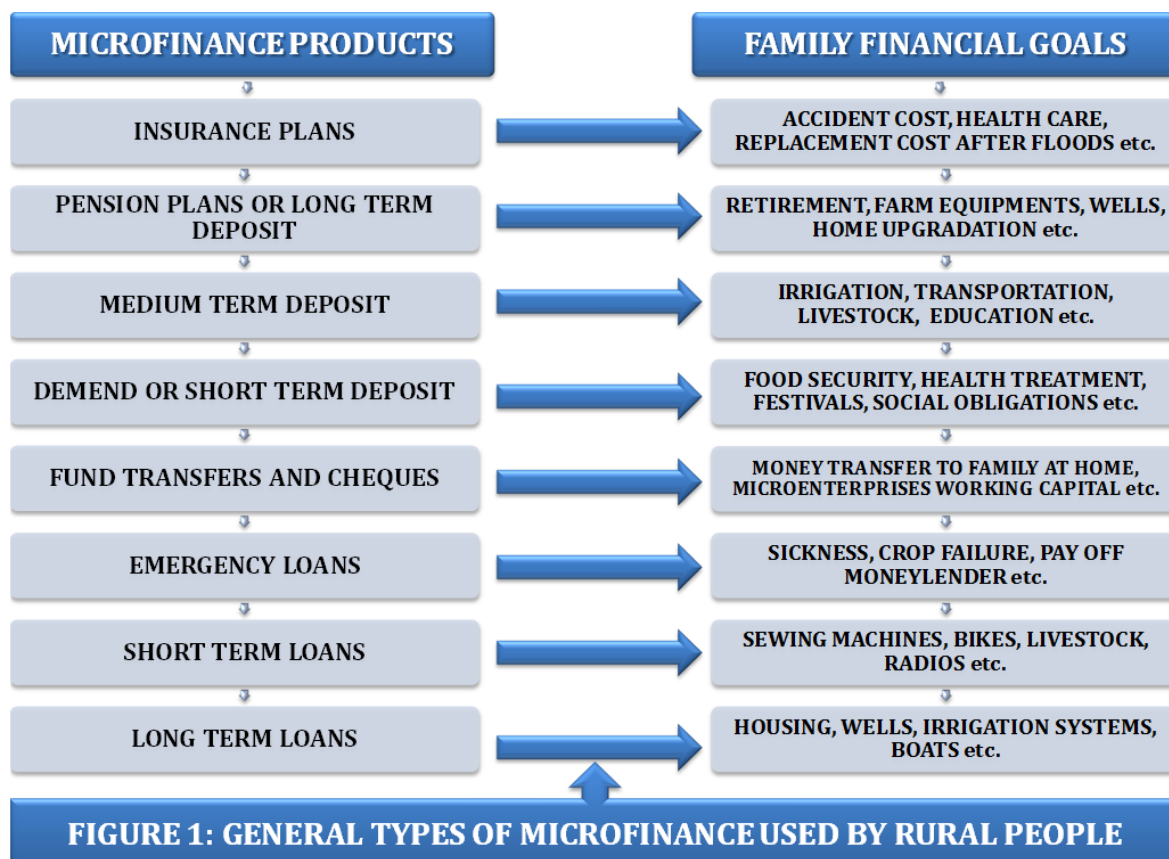 MICROFINANCE PRODUCTS
FAMILY FINANCIAL GOALS
INSURANCE PLANS
ACCIDENT COST, HEALTH CARE,
REPLACEMENT COST AFTER FLOODS etc.
PENSION PLANS OR LONG TERM
DEPOSIT
RETIREMENT, FARM EQUIPMENTS, WELLS,
HOME UPGRADATION etc.
MEDIUM TERM DEPOSIT
IRRIGATION, TRANSPORTATION,
LIVESTOCK, EDUCATION etc.
DEMEND OR SHORT TERM DEPOSIT
FOOD SECURITY, HEALTH TREATMENT,
FESTIVALS, SOCIAL OBLIGATIONS etc.
FUND TRANSFERS AND CHEQUES
MONEY TRANSFER TO FAMILY AT HOME,
MICROENTERPRISES WORKING CAPITAL etc.
EMERGENCY LOANS
SICKNESS, CROP FAILURE, PAY OFF
MONEYLENDER etc.
SHORT TERM LOANS
SEWING MACHINES, BIKES, LIVESTOCK,
RADIOS etc.
LONG TERM LOANS
HOUSING, WELLS, IRRIGATION SYSTEMS,
BOATS etc.
FIGURE 1: GENERAL TYPES OF MICROFINANCE USED BY RURAL PEOPLE